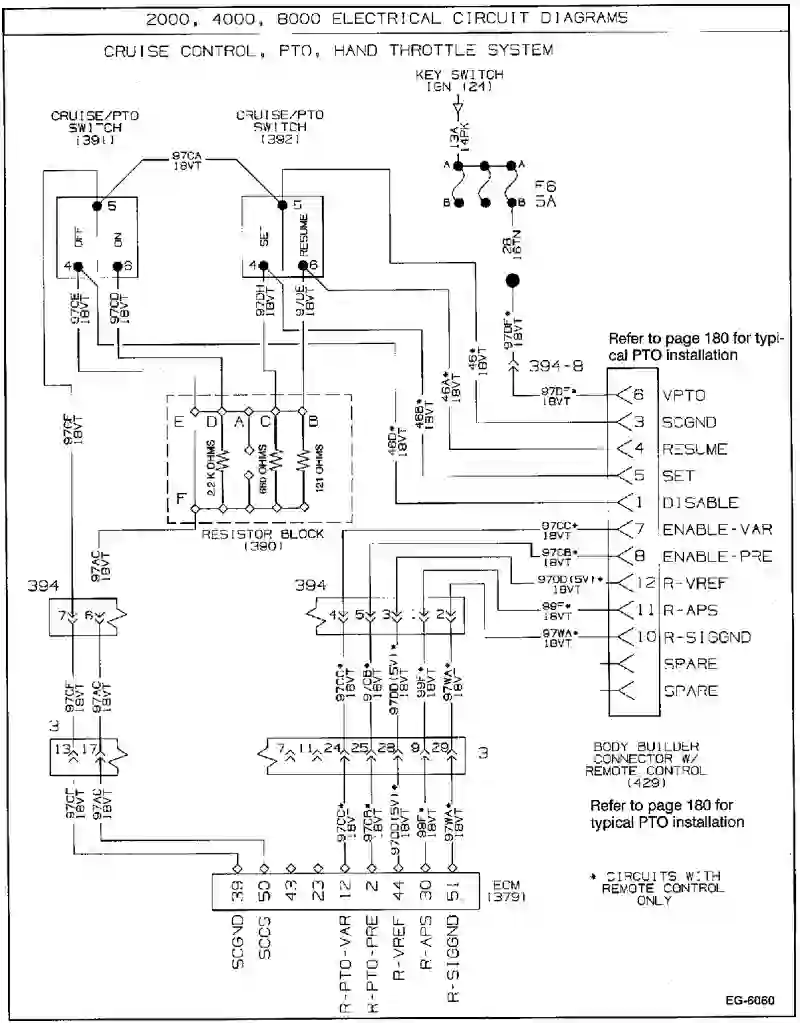 2000, 4000, 8000 ELECTRICAL CIRCUIT DIAGRAMS
CRUISE CONTROL, PTO, HAND THROTTLE SYSTEM
KEY SWITCH
IGN (24)
13A
14PK
CRUISE/PTO
SWITCH
(391)
CRUISE/PTO
SWITCH
(392)
97CA
18VT
A A
B B
F6
5A
5
OFF
ON
4 6
SET
RESUME
4 6
28
16TN
97CE
18VT
97CD
18VT
97DH
18VT
97DE
18VT
97DF*
18VT
394-8
Refer to page 180 for typi-
cal PTO installation
97DF*
18VT
46*
18VT
46A*
18VT
46B*
18VT
46D*
18VT
6 VPTO
3 SCGND
4 RESUME
5 SET
1 DISABLE
7 ENABLE-VAR
8 ENABLE-PRE
12 R-VREF
11 R-APS
10 R-SIGGND
SPARE
SPARE
E D A C B
2.2 K OHMS
680 OHMS
121 OHMS
F
RESISTOR BLOCK
(390)
97CF
18VT
97AC
18VT
97CC*
18VT
97CB*
18VT
97DD(5V)*
18VT
99F*
18VT
97WA*
18VT
394
7 6
394
4 5 3 1 2
97CF
18VT
97AC
18VT
97CC*
18VT
97CB*
18VT
97DD(5V)*
18VT
99F*
18VT
97WA*
18VT
3
13 17
7 11 24 25 28 9 29
3
97CF
18VT
97AC
18VT
97CC*
18VT
97CB*
18VT
97DD(5V)*
18VT
99F*
18VT
97WA*
18VT
BODY BUILDER
CONNECTOR W/
REMOTE CONTROL
(429)
Refer to page 180 for
typical PTO installation
* CIRCUITS WITH
REMOTE CONTROL
ONLY
39 50 43 23 12 2 44 30 51
ECM
(379)
SCGND
SCCS
R-PTO-VAR
R-PTO-PRE
R-VREF
R-APS
R-SIGGND
EG-6060